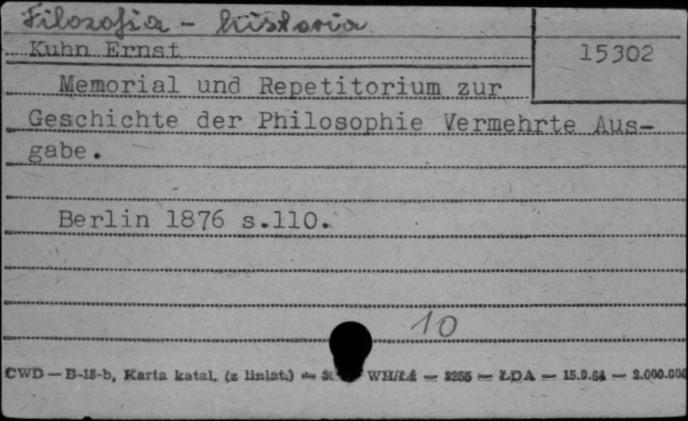 Filozofia - historia
Kuhn Ernst
15302
Memorial und Repetitorium zur
Geschichte der Philosophie Vermehrte Aus-
gabe.
Berlin 1876 s.110.
10
CWD — B-15-b, Karta katal. (z liniat.) — WH/Łd — 3255 — ŁDA — 15.9.54 — 2.000.000